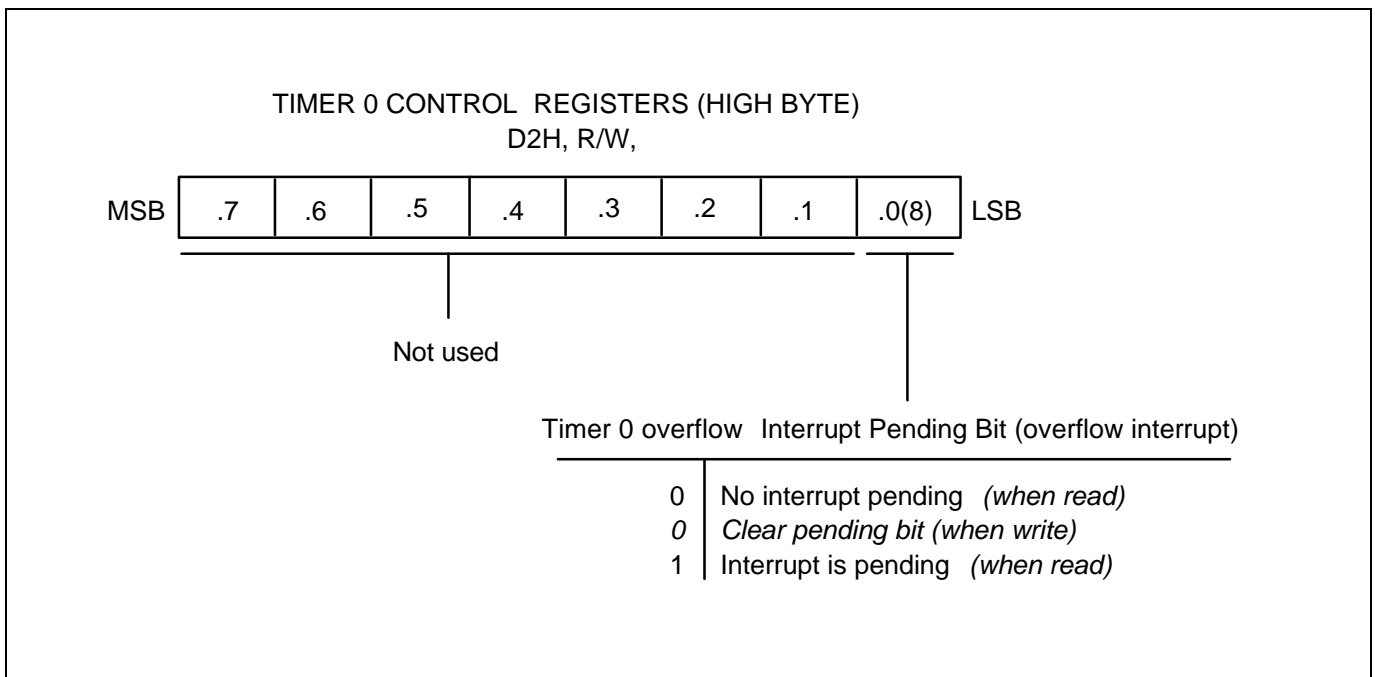 TIMER 0 CONTROL REGISTERS (HIGH BYTE)
D2H, R/W,
MSB .7 .6 .5 .4 .3 .2 .1 .0(8) LSB
Not used
Timer 0 overflow Interrupt Pending Bit (overflow interrupt)
0 No interrupt pending (when read)
0 Clear pending bit (when write)
1 Interrupt is pending (when read)